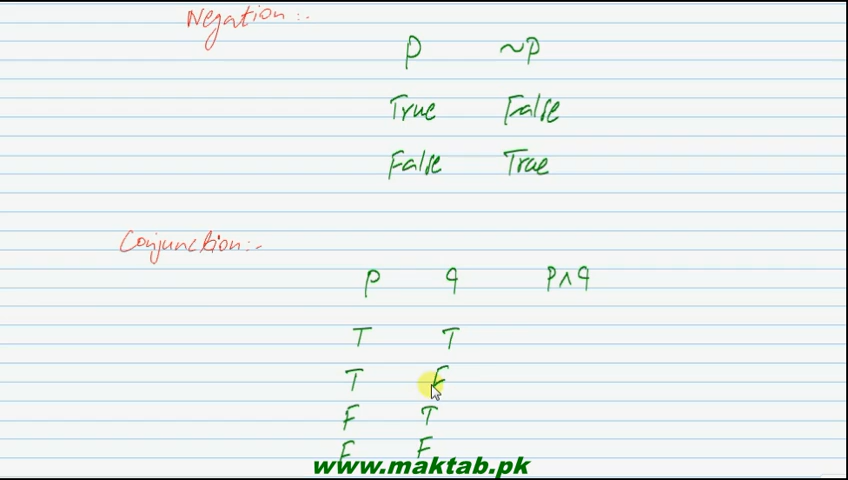 Negation:-
p ~p
True False
False True
Conjunction:-
p q p∧q
T T
T F
F T
F F
www.maktab.pk